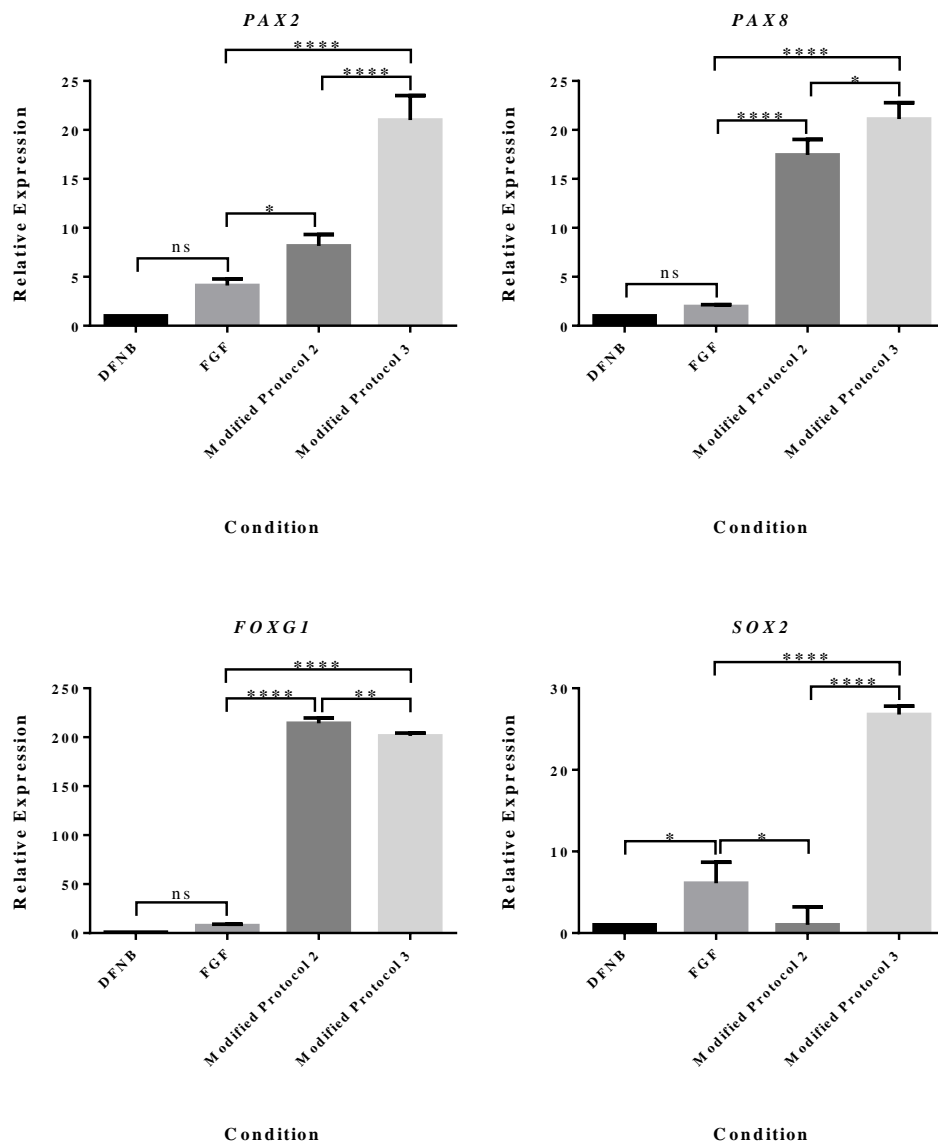 PAX2
****
****
*
ns
25
20
15
10
5
0
Relative Expression
DFNB
FGF
Modified Protocol 2
Modified Protocol 3
Condition
PAX8
****
*
****
ns
25
20
15
10
5
0
Relative Expression
DFNB
FGF
Modified Protocol 2
Modified Protocol 3
Condition
FOXG1
****
****
**
ns
250
200
150
100
50
0
Relative Expression
DFNB
FGF
Modified Protocol 2
Modified Protocol 3
Condition
SOX2
****
****
*
*
30
20
10
0
Relative Expression
DFNB
FGF
Modified Protocol 2
Modified Protocol 3
Condition